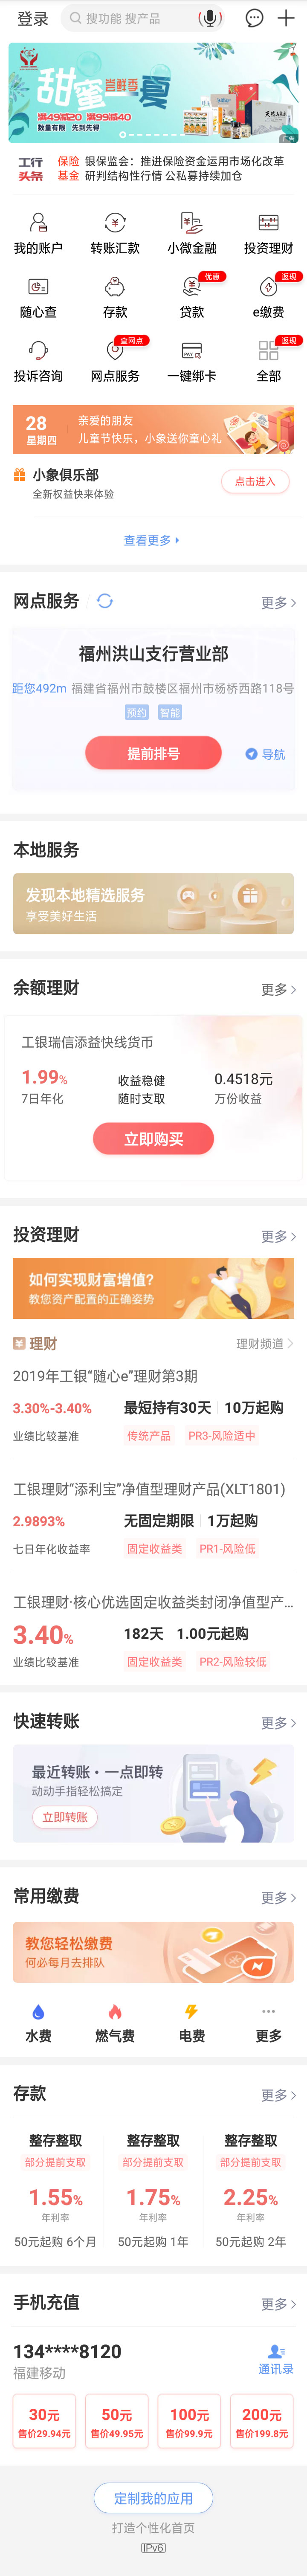 登录
搜功能 搜产品
甜蜜尝鲜季夏
满49减20 满99减40
数量有限 先到先得
广告
工行头条
保险 银保监会：推进保险资金运用市场化改革
基金 研判结构性行情 公私募持续加仓
我的账户 转账汇款 小微金融 投资理财
优惠 返现
随心查 存款 贷款 e缴费
查网点 返现
投诉咨询 网点服务 一键绑卡 全部
28
星期四
亲爱的朋友
儿童节快乐，小象送你童心礼
小象俱乐部
全新权益快来体验
点击进入
查看更多
网点服务
更多
福州洪山支行营业部
距您492m 福建省福州市鼓楼区福州市杨桥西路118号
预约 智能
提前排号
导航
本地服务
发现本地精选服务
享受美好生活
余额理财
更多
工银瑞信添益快线货币
1.99% 收益稳健 0.4518元
7日年化 随时支取 万份收益
立即购买
投资理财
更多
如何实现财富增值?
教您资产配置的正确姿势
理财
理财频道
2019年工银“随心e”理财第3期
3.30%-3.40% 最短持有30天 10万起购
业绩比较基准 传统产品 PR3-风险适中
工银理财“添利宝”净值型理财产品(XLT1801)
2.9893% 无固定期限 1万起购
七日年化收益率 固定收益类 PR1-风险低
工银理财·核心优选固定收益类封闭净值型产...
3.40% 182天 1.00元起购
业绩比较基准 固定收益类 PR2-风险较低
快速转账
更多
最近转账·一点即转
动动手指轻松搞定
立即转账
常用缴费
更多
教您轻松缴费
何必每月去排队
水费 燃气费 电费 更多
存款
更多
整存整取 整存整取 整存整取
部分提前支取 部分提前支取 部分提前支取
1.55% 1.75% 2.25%
年利率 年利率 年利率
50元起购 6个月 50元起购 1年 50元起购 2年
手机充值
更多
134****8120
福建移动
通讯录
30元 50元 100元 200元
售价29.94元 售价49.95元 售价99.9元 售价199.8元
定制我的应用
打造个性化首页
IPv6